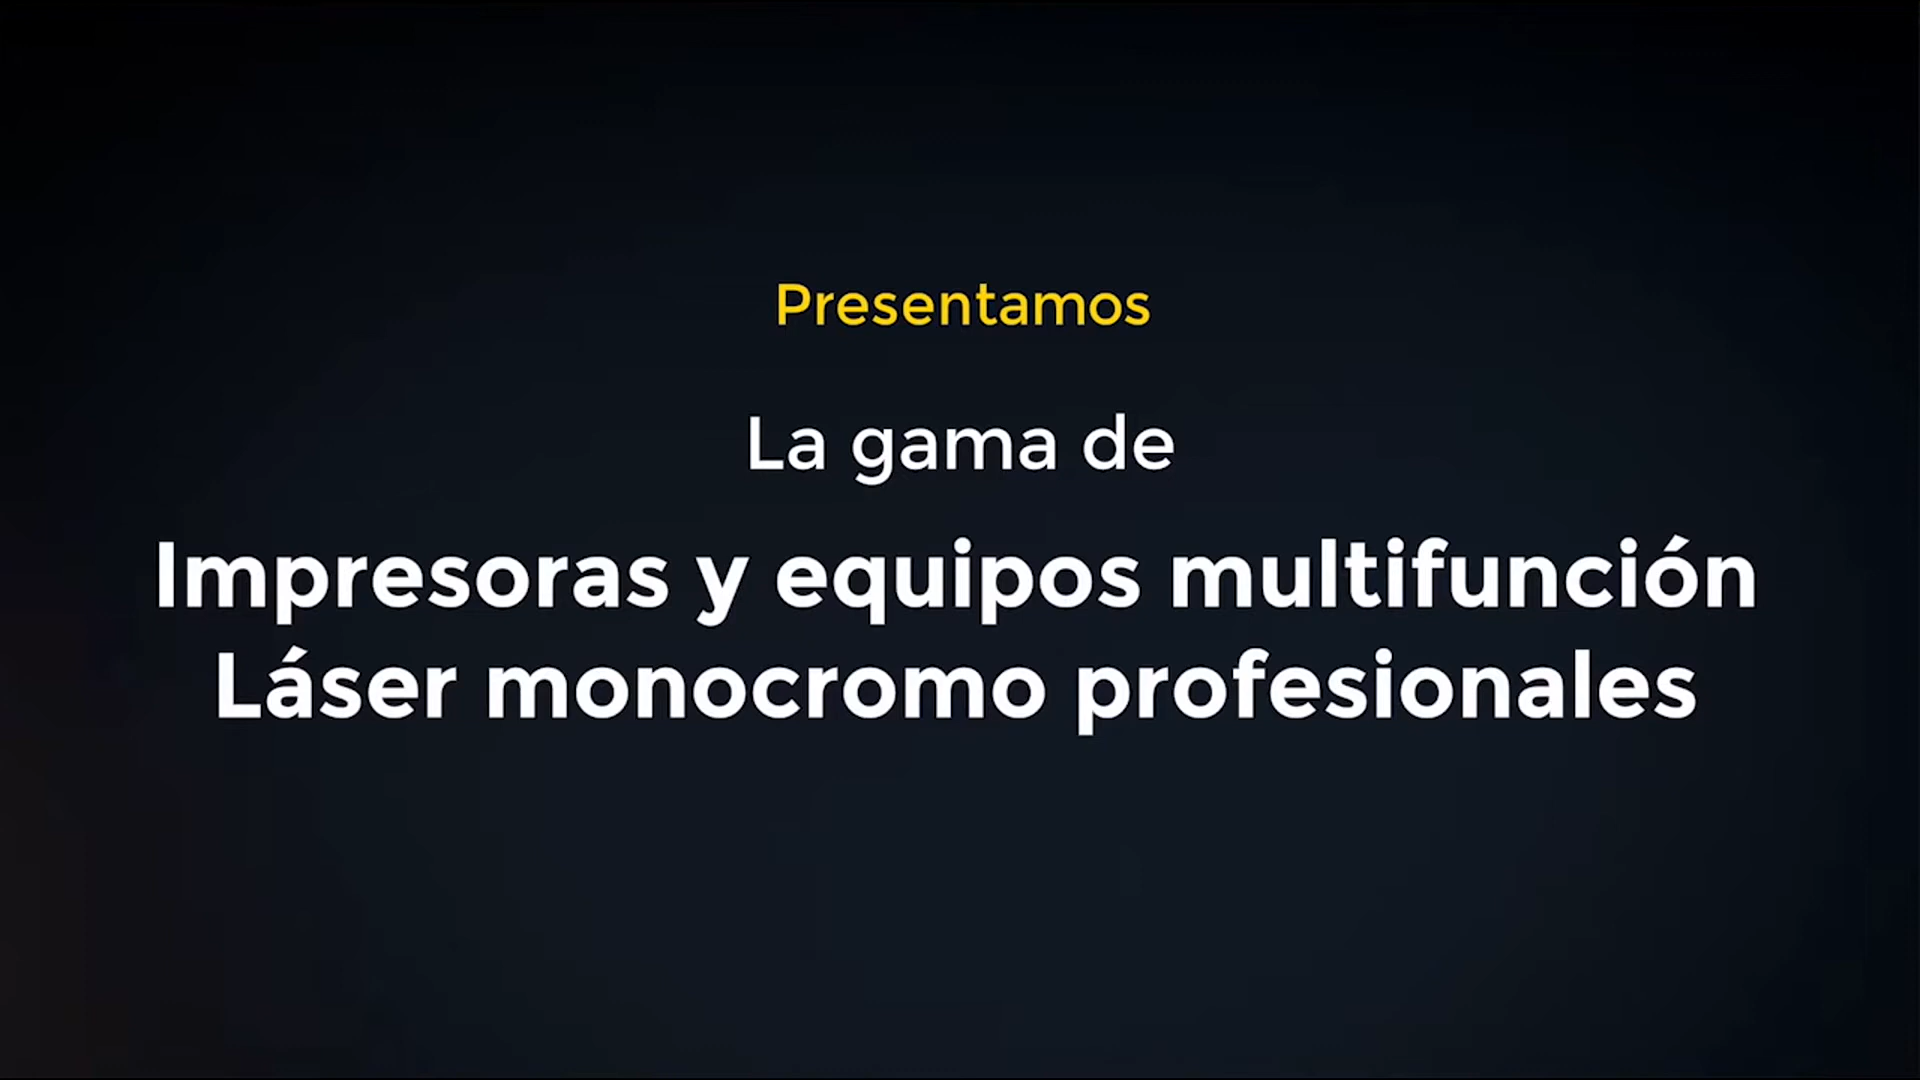 Presentamos
La gama de
Impresoras y equipos multifunción
Láser monocromo profesionales